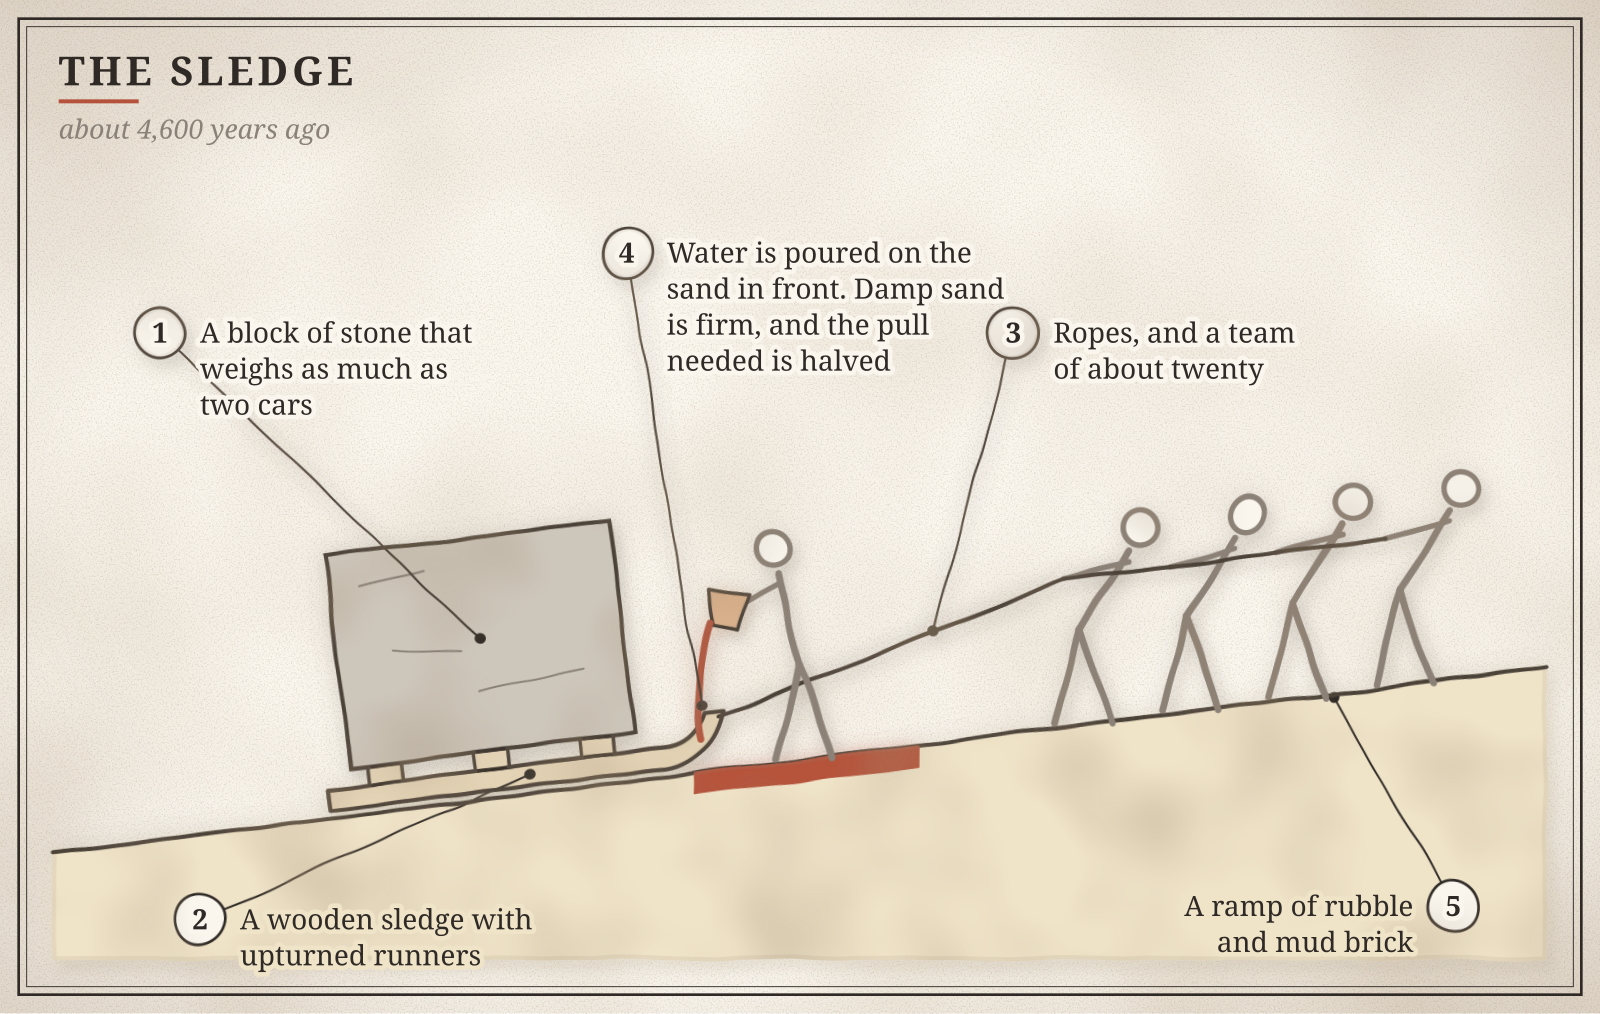 THE SLEDGE
about 4,600 years ago
4
Water is poured on the
sand in front. Damp sand
is firm, and the pull
needed is halved
1
A block of stone that
weighs as much as
two cars
3
Ropes, and a team
of about twenty
2
A wooden sledge with
upturned runners
A ramp of rubble
and mud brick
5